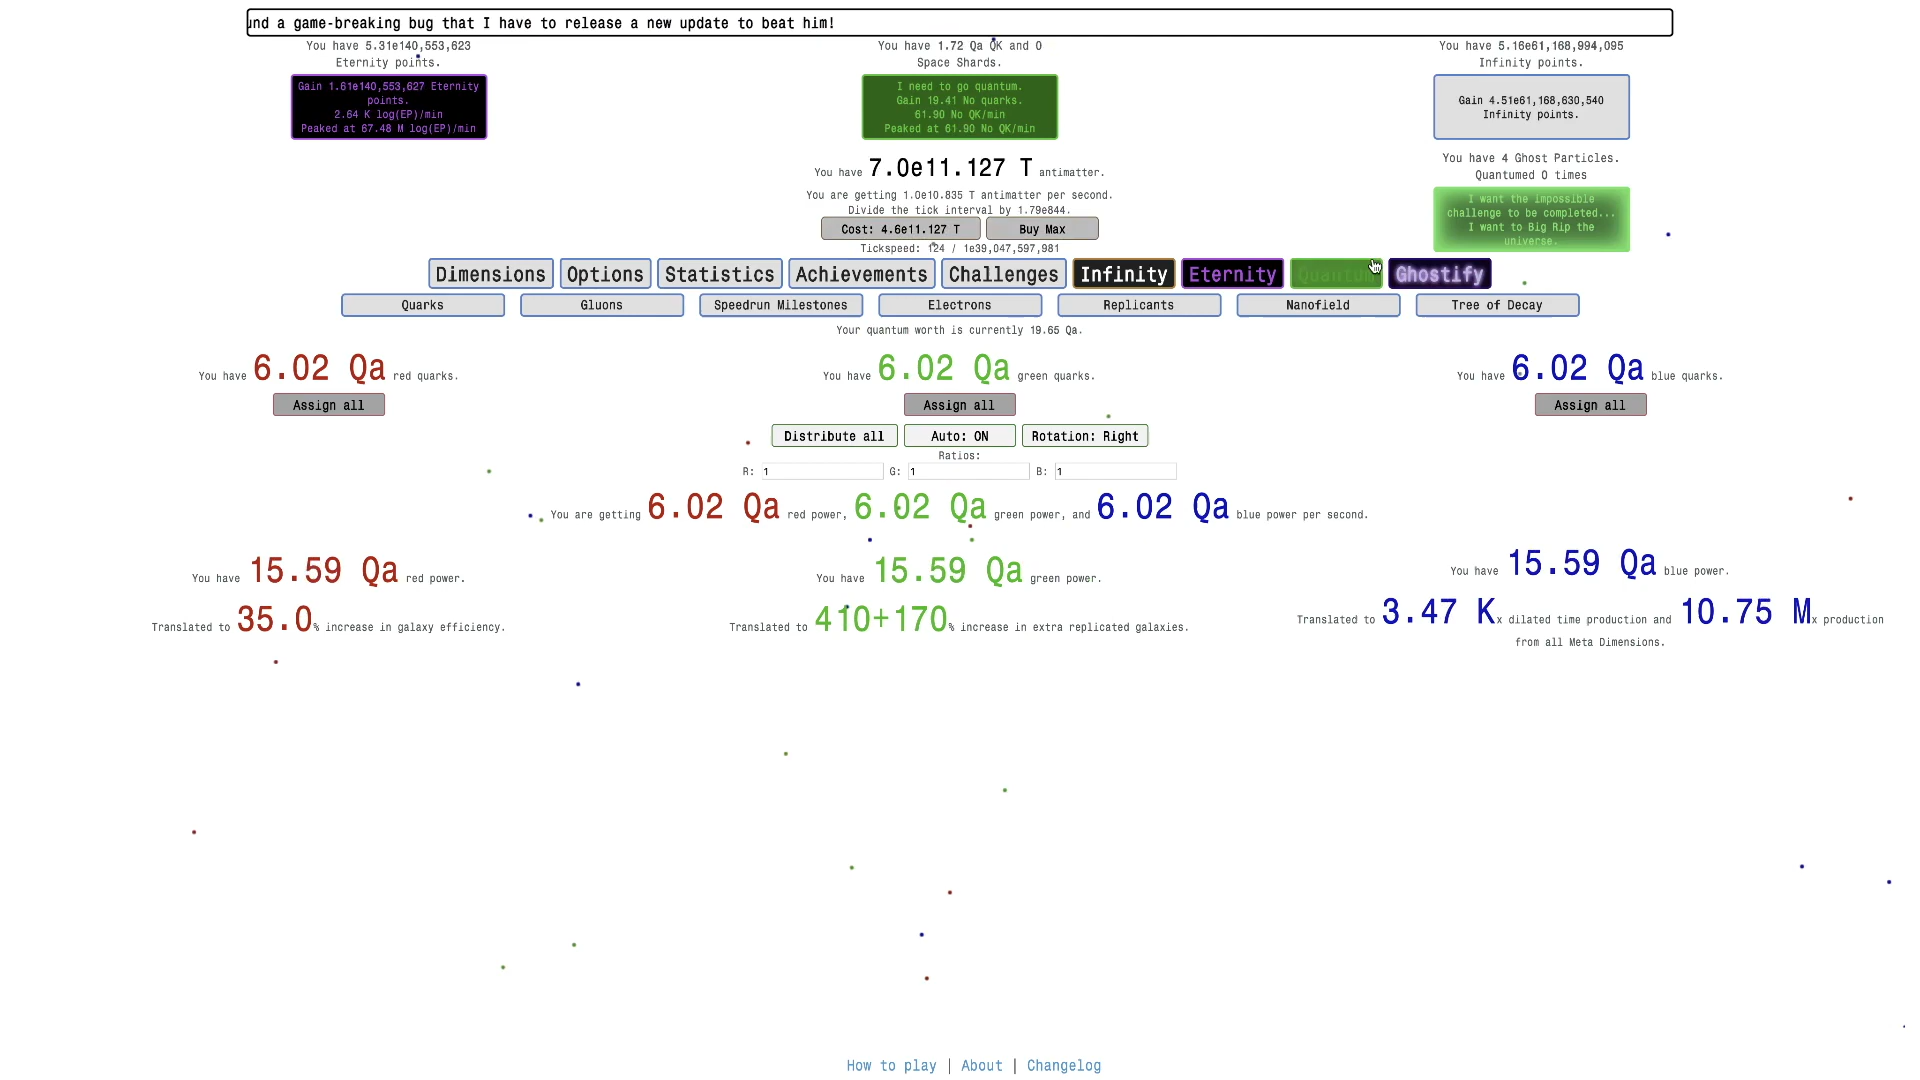 und a game-breaking bug that I have to release a new update to beat him!
You have 5.31e140,553,623
Eternity points.
Gain 1.61e140,553,627 Eternity
points.
2.64 K log(EP)/min
Peaked at 67.48 M log(EP)/min
You have 1.72 Qa QK and 0
Space Shards.
I need to go quantum.
Gain 19.41 No quarks.
61.90 No QK/min
Peaked at 61.90 No QK/min
You have 5.16e61,168,994,095
Infinity points.
Gain 4.51e61,168,630,540
Infinity points.
You have 7.0e11.127 T antimatter.
You are getting 1.0e10.835 T antimatter per second.
Divide the tick interval by 1.79e844.
Cost: 4.6e11.127 T
Buy Max
Tickspeed: 124 / 1e39,047,597,981
You have 4 Ghost Particles.
Quantumed 0 times
I want the impossible
challenge to be completed...
I want to Big Rip the
universe.
Dimensions
Options
Statistics
Achievements
Challenges
Infinity
Eternity
Quantum
Ghostify
Quarks
Gluons
Speedrun Milestones
Electrons
Replicants
Nanofield
Tree of Decay
Your quantum worth is currently 19.65 Qa.
You have 6.02 Qa red quarks.
Assign all
You have 6.02 Qa green quarks.
Assign all
You have 6.02 Qa blue quarks.
Assign all
Distribute all
Auto: ON
Rotation: Right
Ratios:
R: 1 G: 1 B: 1
You are getting 6.02 Qa red power, 6.02 Qa green power, and 6.02 Qa blue power per second.
You have 15.59 Qa red power.
Translated to 35.0% increase in galaxy efficiency.
You have 15.59 Qa green power.
Translated to 410+170% increase in extra replicated galaxies.
You have 15.59 Qa blue power.
Translated to 3.47 Kx dilated time production and 10.75 Mx production
from all Meta Dimensions.
How to play | About | Changelog